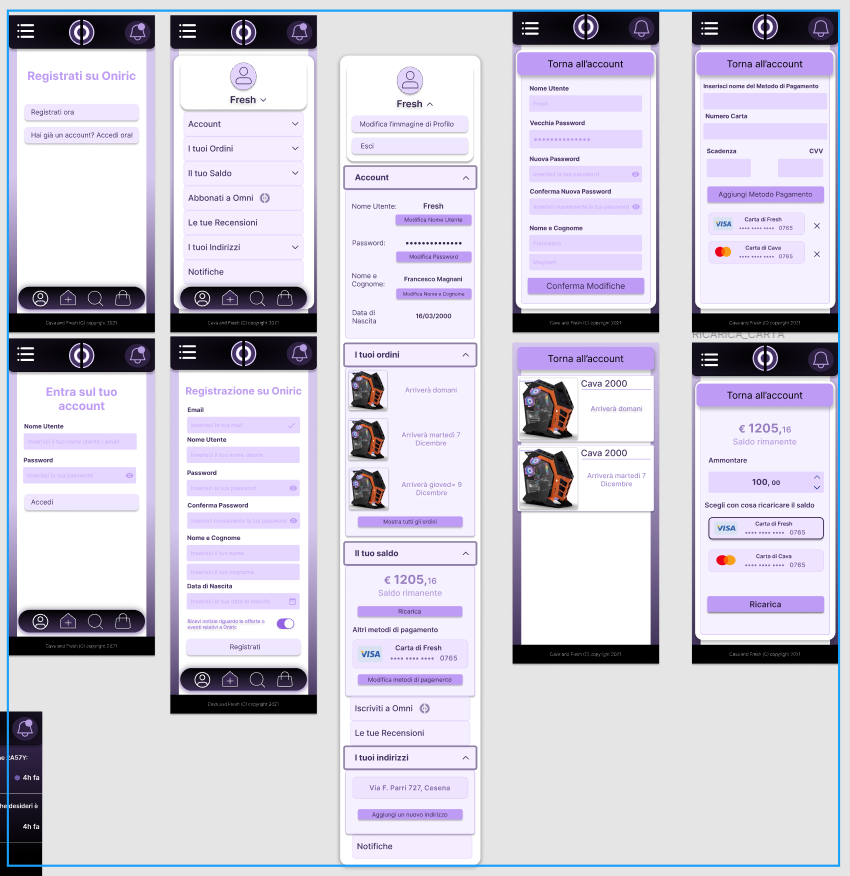 Registrati su Oniric
Registrati ora
Hai già un account? Accedi ora!
Cava and Fresh (C) copyright 2021
Fresh
Account
I tuoi Ordini
Il tuo Saldo
Abbonati a Omni
Le tue Recensioni
I tuoi Indirizzi
Notifiche
Cava and Fresh (C) copyright 2021
Fresh
Modifica l'immagine di Profilo
Esci
Account
Nome Utente:
Fresh
Modifica Nome Utente
Password:
••••••••••••••
Modifica Password
Nome e
Cognome:
Francesco Magnani
Modifica Nome e Cognome
Data di
Nascita
16/03/2000
I tuoi ordini
Arriverà domani
Arriverà martedì 7
Dicembre
Arriverà gioved= 9
Dicembre
Mostra tutti gli ordini
Il tuo saldo
€ 1205,16
Saldo rimanente
Ricarica
Altri metodi di pagamento
VISA
Carta di Fresh
•••• •••• •••• 0765
Modifica metodi di pagamento
Iscriviti a Omni
Le tue Recensioni
I tuoi indirizzi
Via F. Parri 727, Cesena
Aggiungi un nuovo indirizzo
Notifiche
Torna all'account
Nome Utente
Fresh
Vecchia Password
••••••••••••••
Nuova Password
Inserisci la tua password
Conferma Nuova Password
Inserisci nuovamente la tua password
Nome e Cognome
Francesco
Magnani
Conferma Modifiche
Cava and Fresh (C) copyright 2021
Torna all'account
Inserisci nome del Metodo di Pagamento
Numero Carta
Scadenza
CVV
Aggiungi Metodo Pagamento
VISA
Carta di Fresh
•••• •••• •••• 0765
Carta di Cava
•••• •••• •••• 0765
Cava and Fresh (C) copyright 2021
Entra sul tuo
account
Nome Utente
Inserisci il tuo nome utente / email
Password
Inserisci la tua password
Accedi
Cava and Fresh (C) copyright 2021
Registrazione su Oniric
Email
Inserisci la tua mail
Nome Utente
Inserisci il tuo nome utente
Password
Inserisci la tua password
Conferma Password
Inserisci nuovamente la tua password
Nome e Cognome
Inserisci il tuo nome
Inserisci il tuo cognome
Data di Nascita
Inserisci la tua data di nascita
Ricevi notizie riguardo le offerte o
eventi relativi a Oniric
Registrati
Cava and Fresh (C) copyright 2021
Torna all'account
Cava 2000
Arriverà domani
Cava 2000
Arriverà martedì 7
Dicembre
Cava and Fresh (C) copyright 2021
RICARICA_CARTA
Torna all'account
€ 1205,16
Saldo rimanente
Ammontare
100, 00
Scegli con cosa ricaricare il saldo
VISA
Carta di Fresh
•••• •••• •••• 0765
Carta di Cava
•••• •••• •••• 0765
Ricarica
Cava and Fresh (C) copyright 2021
4h fa
desideri è
4h fa